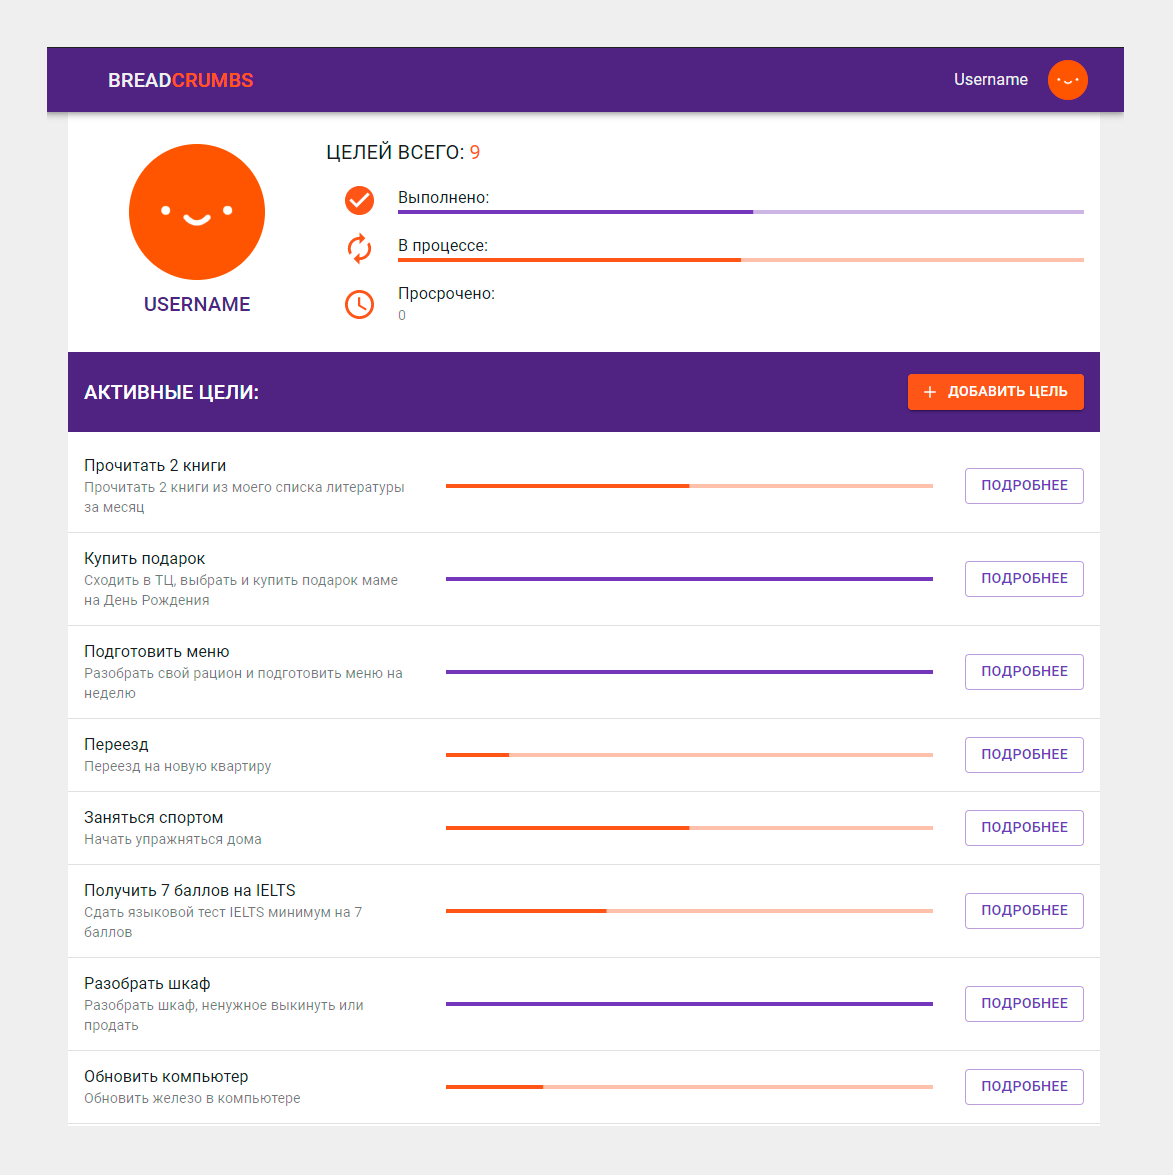 BREADCRUMBS
Username
ЦЕЛЕЙ ВСЕГО: 9
Выполнено:
В процессе:
Просрочено:
0
USERNAME
АКТИВНЫЕ ЦЕЛИ:
+ ДОБАВИТЬ ЦЕЛЬ
Прочитать 2 книги
Прочитать 2 книги из моего списка литературы
за месяц
ПОДРОБНЕЕ
Купить подарок
Сходить в ТЦ, выбрать и купить подарок маме
на День Рождения
ПОДРОБНЕЕ
Подготовить меню
Разобрать свой рацион и подготовить меню на
неделю
ПОДРОБНЕЕ
Переезд
Переезд на новую квартиру
ПОДРОБНЕЕ
Заняться спортом
Начать упражняться дома
ПОДРОБНЕЕ
Получить 7 баллов на IELTS
Сдать языковой тест IELTS минимум на 7
баллов
ПОДРОБНЕЕ
Разобрать шкаф
Разобрать шкаф, ненужное выкинуть или
продать
ПОДРОБНЕЕ
Обновить компьютер
Обновить железо в компьютере
ПОДРОБНЕЕ